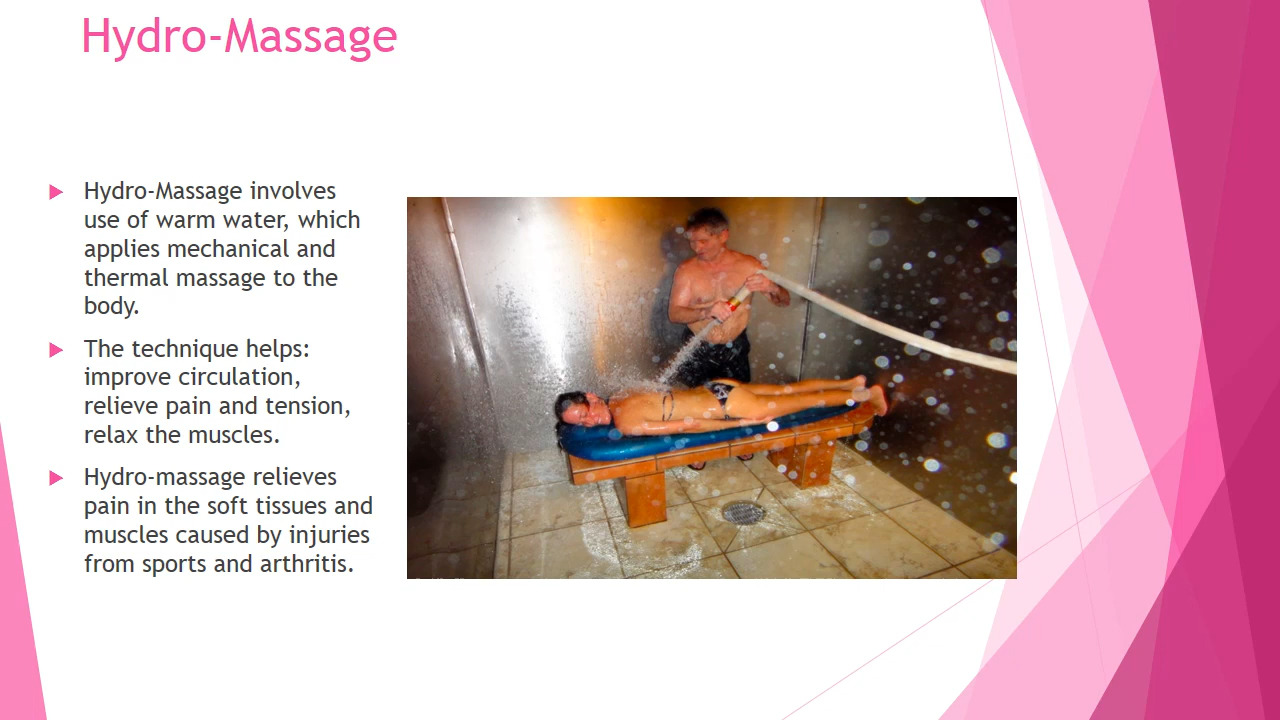 Hydro-Massage
Hydro-Massage involves
use of warm water, which
applies mechanical and
thermal massage to the
body.
The technique helps:
improve circulation,
relieve pain and tension,
relax the muscles.
Hydro-massage relieves
pain in the soft tissues and
muscles caused by injuries
from sports and arthritis.